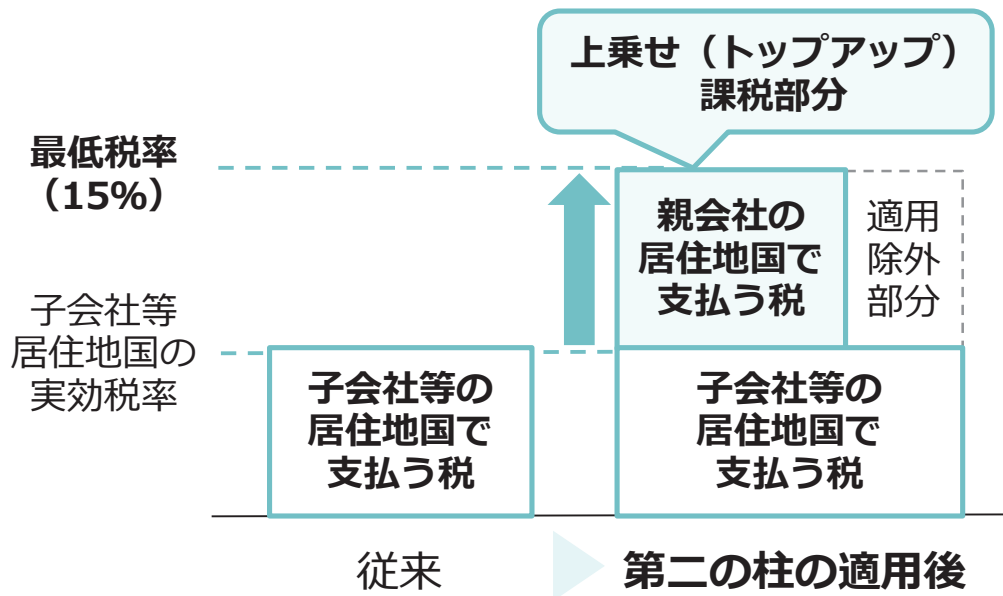 上乗せ（トップアップ）
課税部分
最低税率
（15%）
親会社の
居住地国で
支払う税
適用
除外
部分
子会社等
居住地国の
実効税率
子会社等の
居住地国で
支払う税
子会社等の
居住地国で
支払う税
従来
第二の柱の適用後